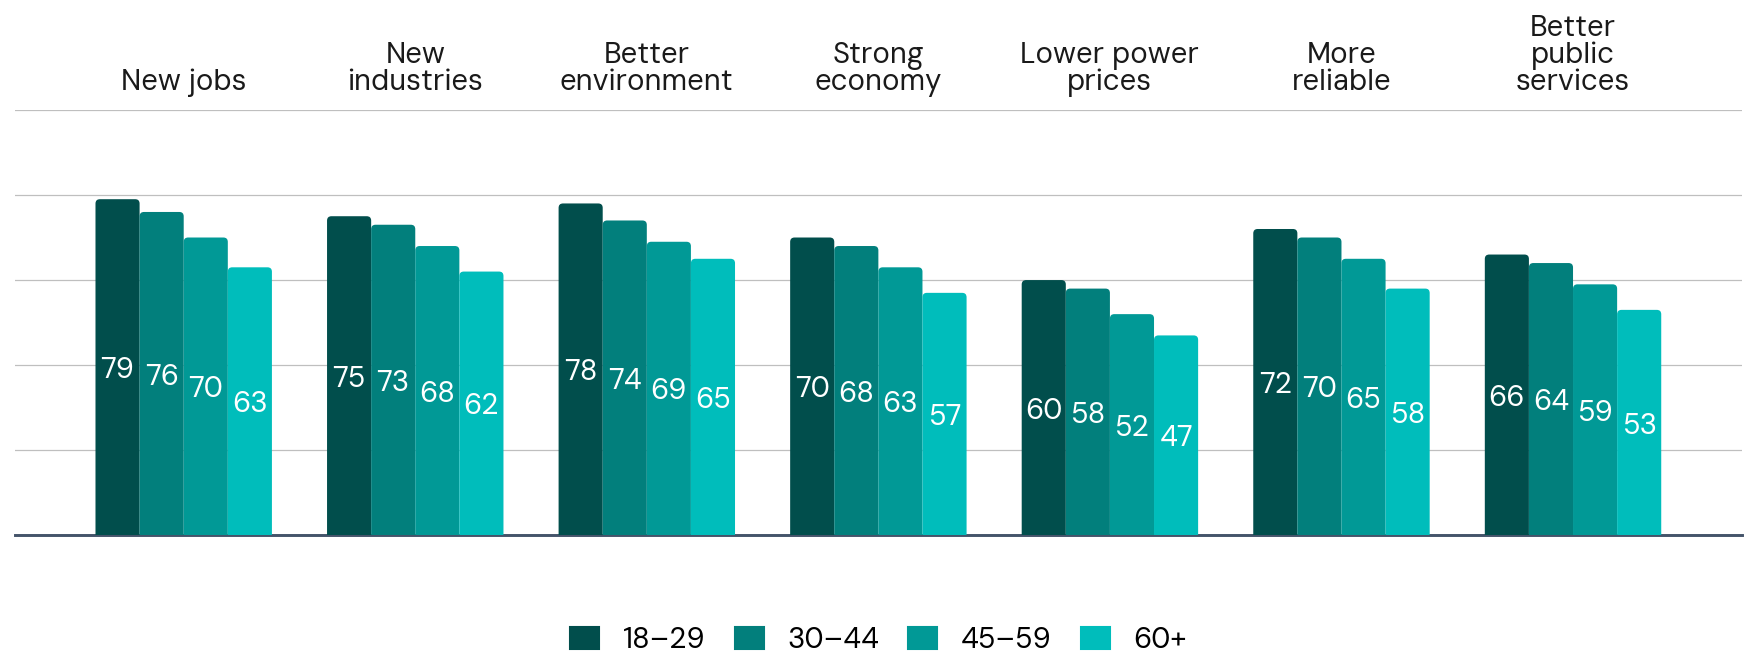 New jobs
New
industries
Better
environment
Strong
economy
Lower power
prices
More
reliable
Better
public
services
79 76 70 63
75 73 68 62
78 74 69 65
70 68 63 57
60 58 52 47
72 70 65 58
66 64 59 53
18–29 30–44 45–59 60+